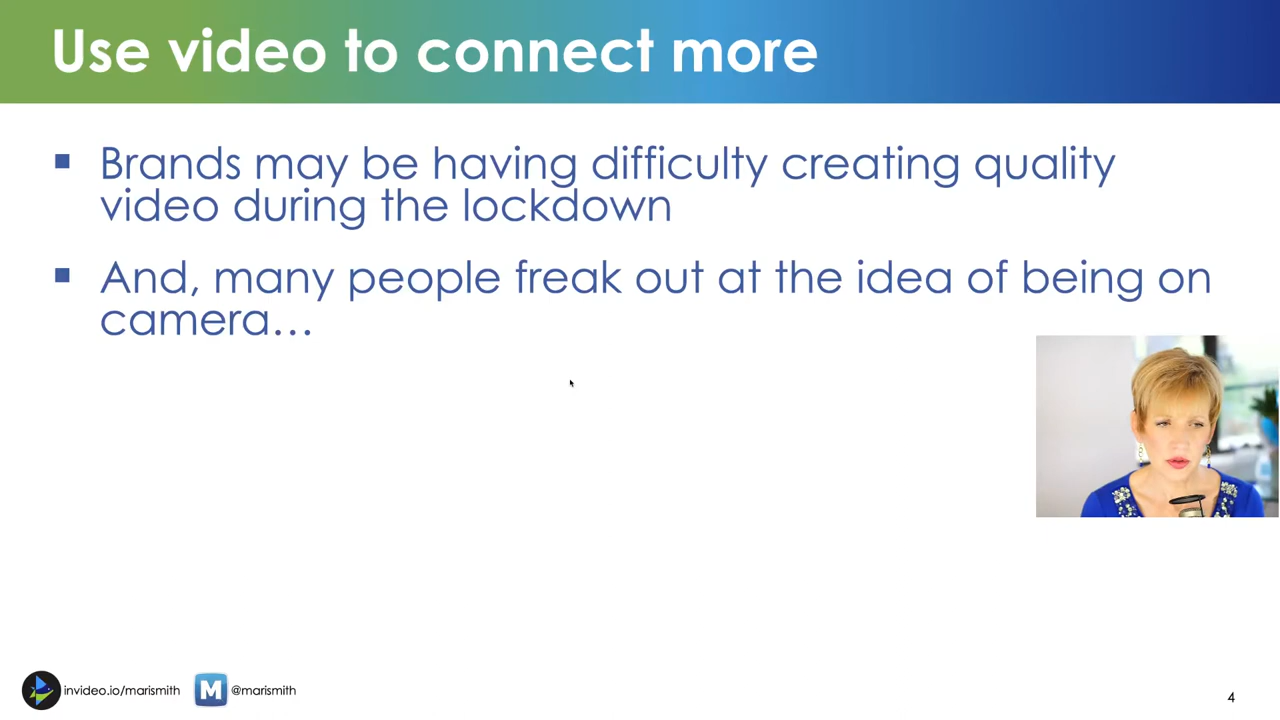 Use video to connect more
▪ Brands may be having difficulty creating quality
video during the lockdown
▪ And, many people freak out at the idea of being on
camera…
invideo.io/marismith M @marismith
4